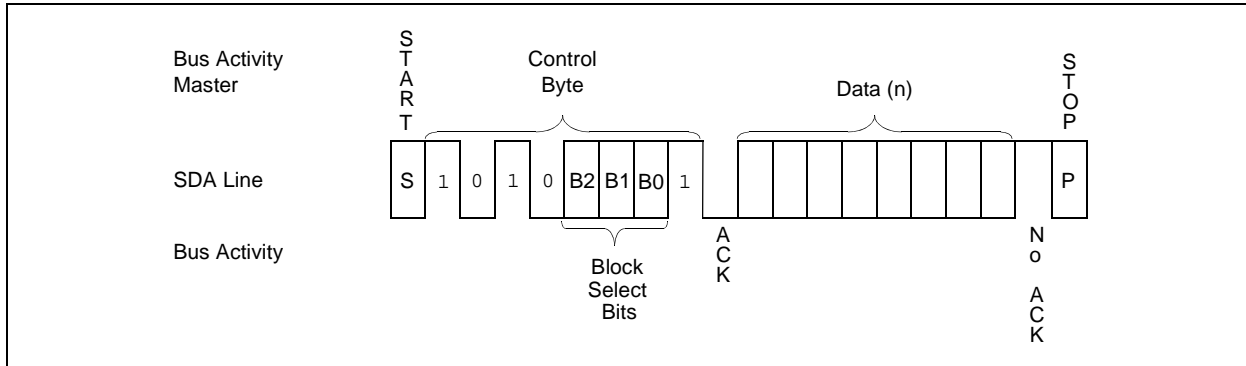 Bus Activity
Master
START
Control
Byte
Data (n)
STOP
SDA Line
S 1 0 1 0 B2 B1 B0 1 P
Bus Activity
ACK
No ACK
Block
Select
Bits